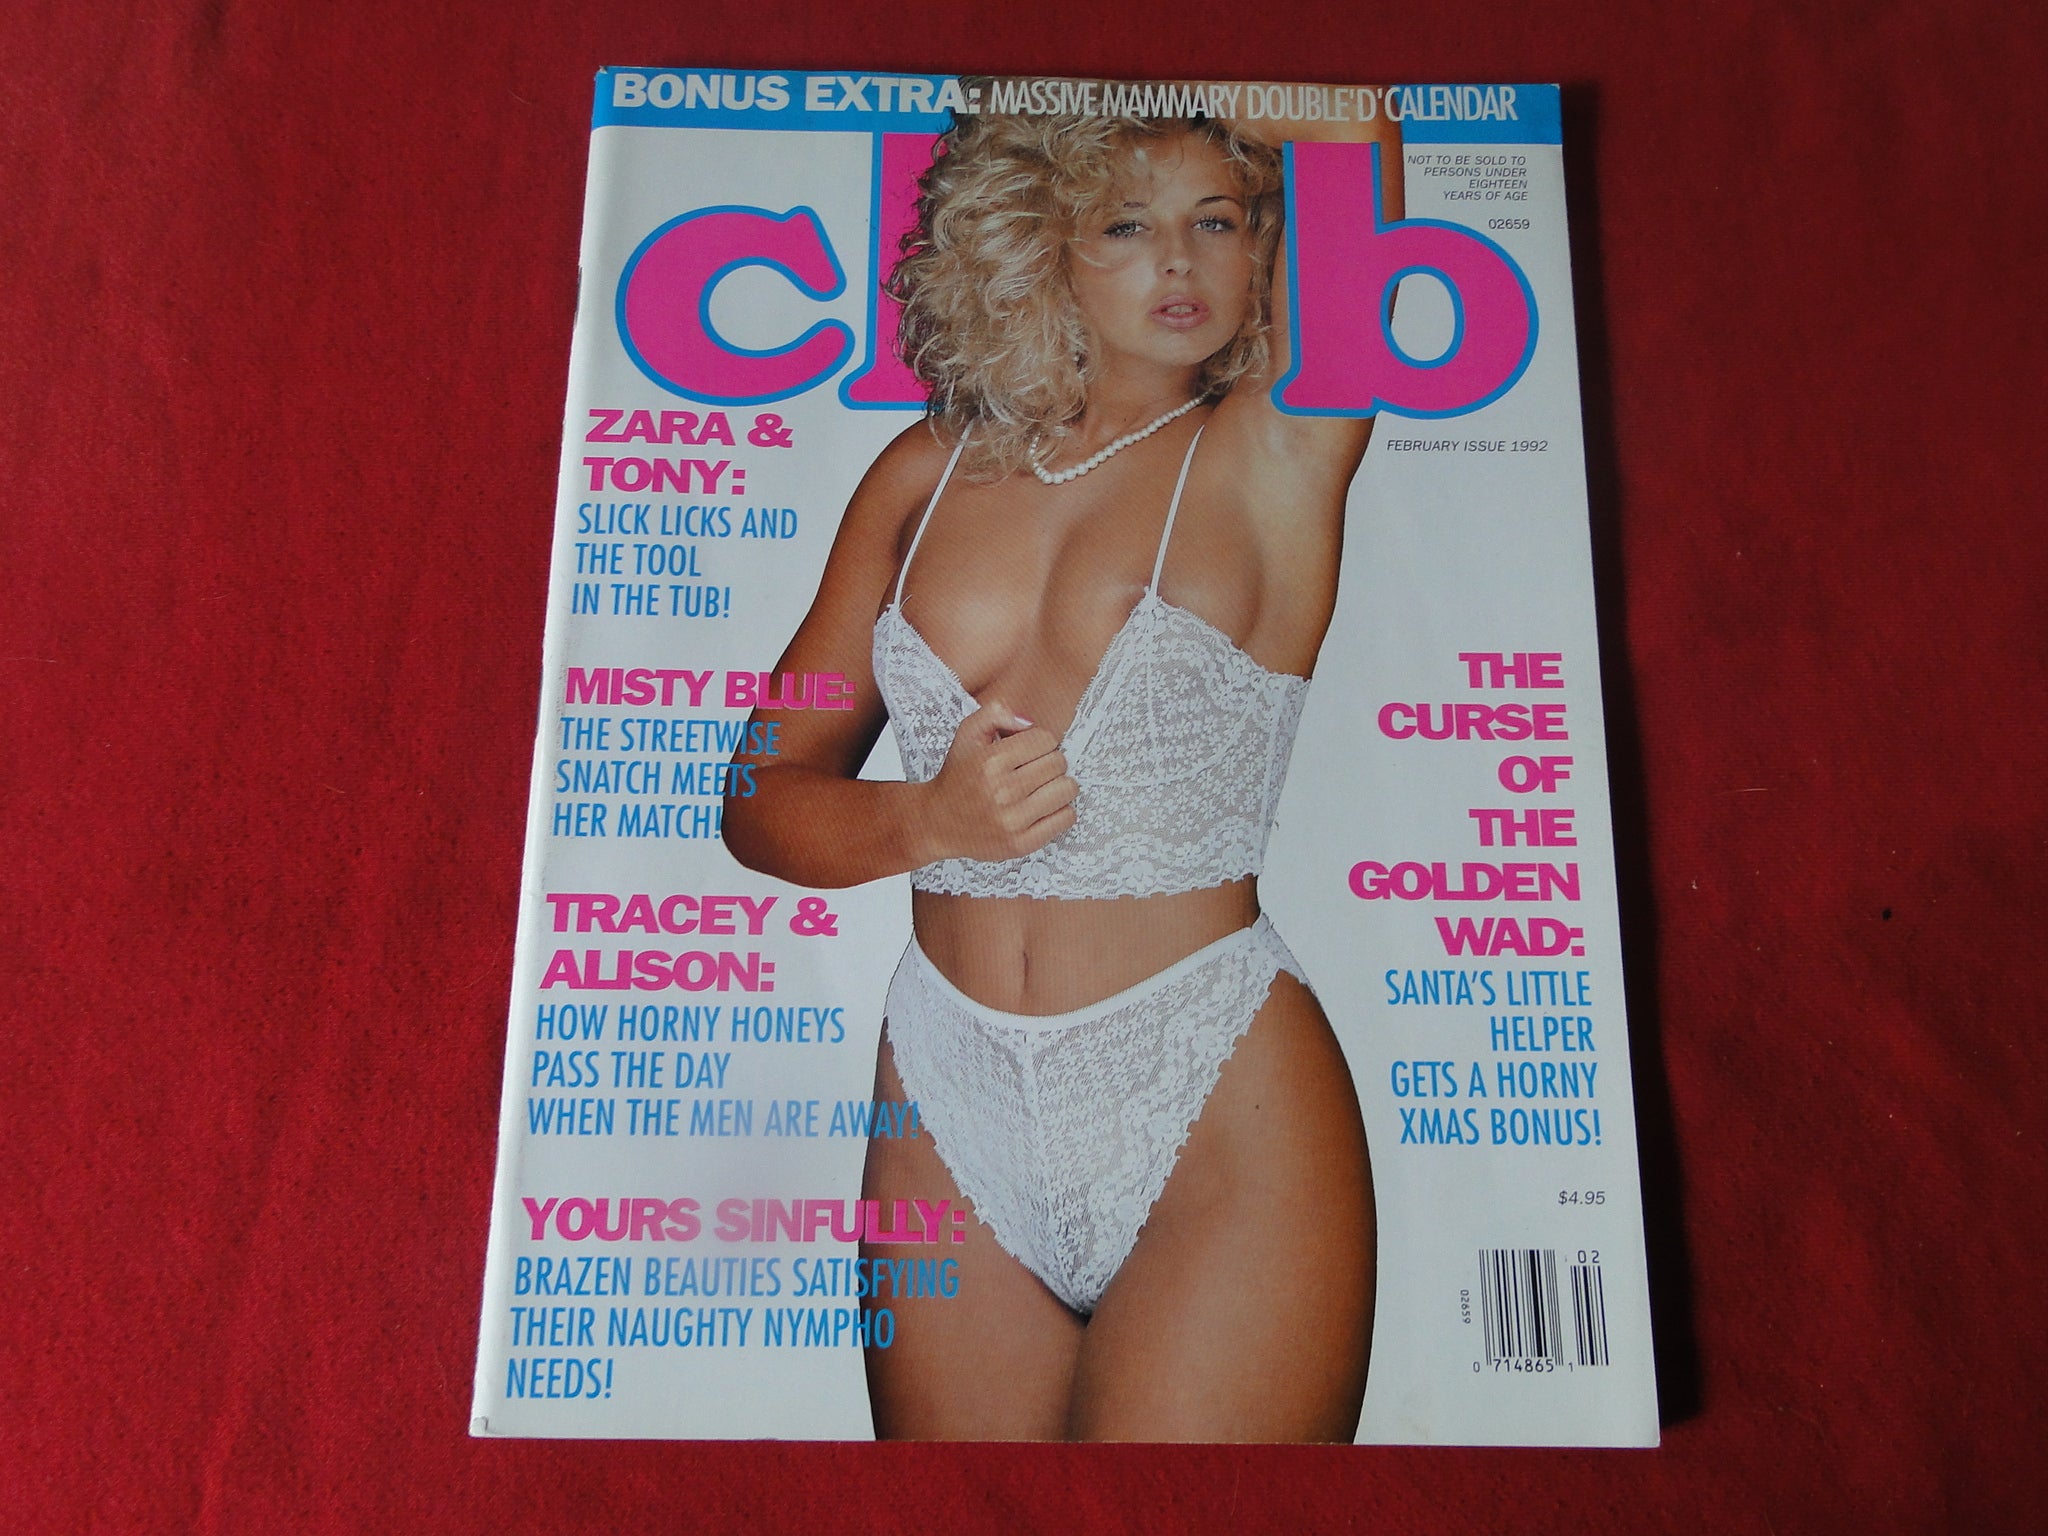 BONUS EXTRA: MASSIVE MAMMARY DOUBLE'D'CALENDAR
club
NOT TO BE SOLD TO
PERSONS UNDER
EIGHTEEN
YEARS OF AGE
02659
FEBRUARY ISSUE 1992
ZARA &
TONY:
SLICK LICKS AND
THE TOOL
IN THE TUB!
MISTY BLUE:
THE STREETWISE
SNATCH MEETS
HER MATCH!
TRACEY &
ALISON:
HOW HORNY HONEYS
PASS THE DAY
WHEN THE MEN ARE AWAY!
YOURS SINFULLY:
BRAZEN BEAUTIES SATISFYING
THEIR NAUGHTY NYMPHO
NEEDS!
THE
CURSE
OF
THE
GOLDEN
WAD:
SANTA'S LITTLE
HELPER
GETS A HORNY
XMAS BONUS!
$4.95
02
02659
0 714865 1